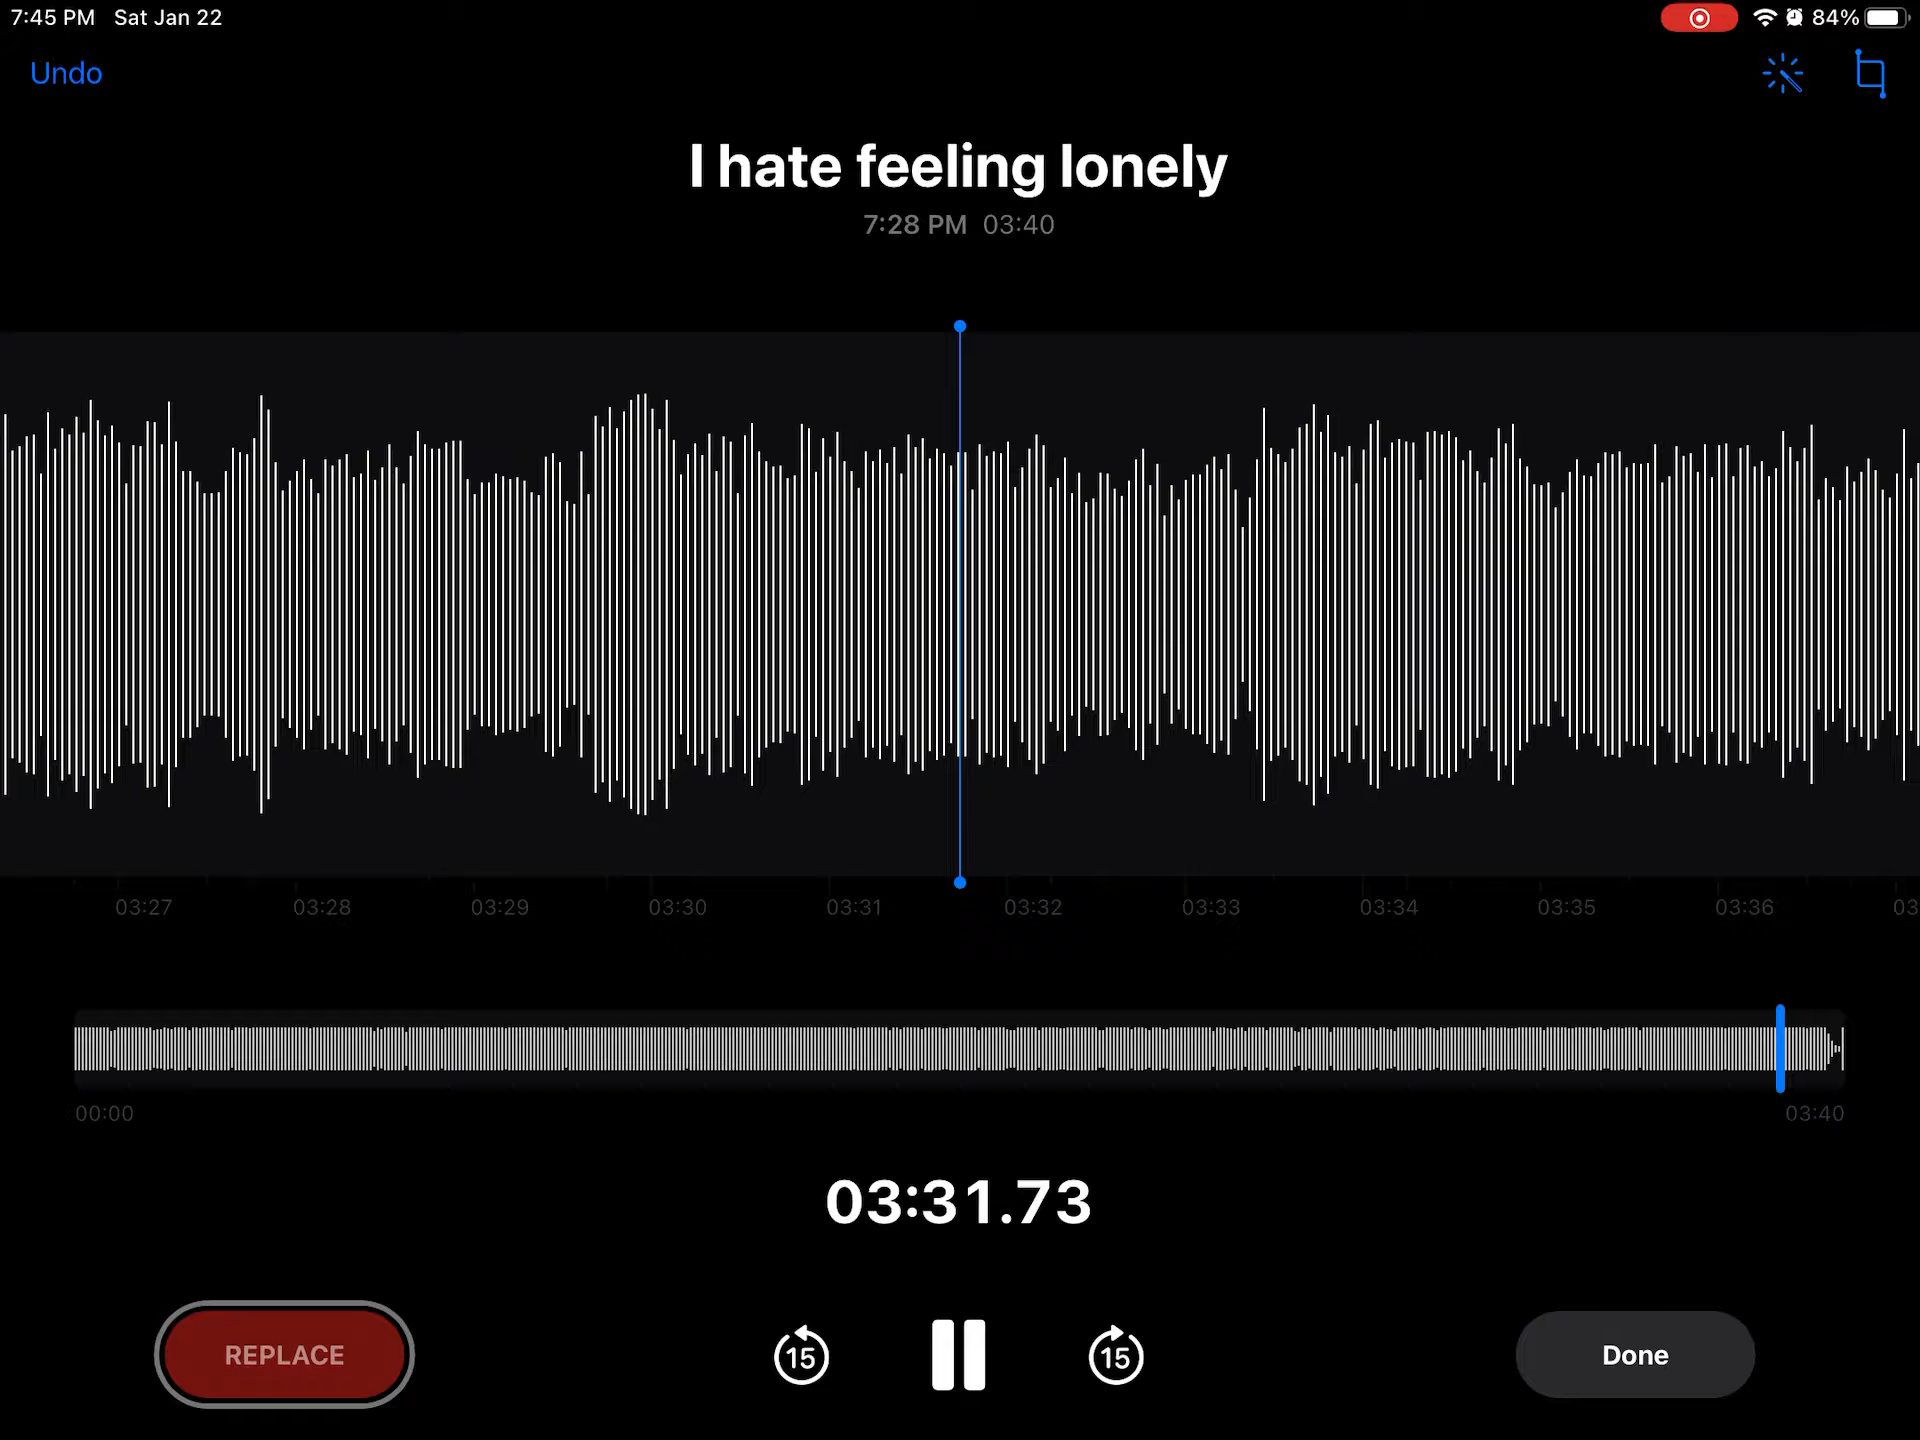 7:45 PM Sat Jan 22 84%
Undo
I hate feeling lonely
7:28 PM 03:40
03:27 03:28 03:29 03:30 03:31 03:32 03:33 03:34 03:35 03:36 03
00:00 03:40
03:31.73
REPLACE 15 15 Done